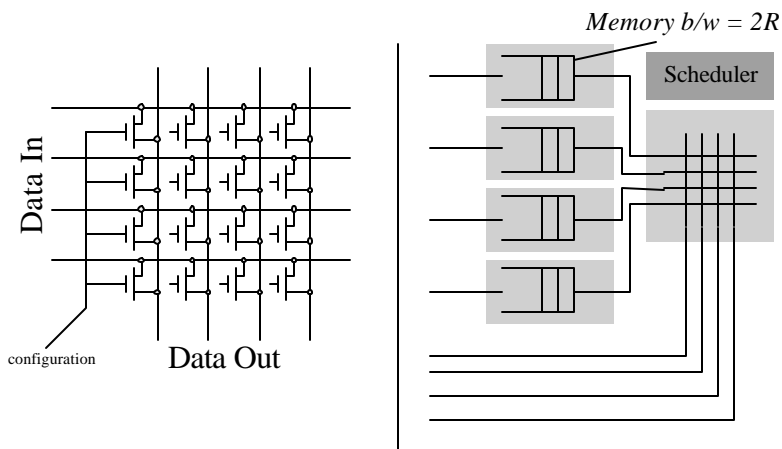 Memory b/w = 2R
Scheduler
Data In
configuration
Data Out